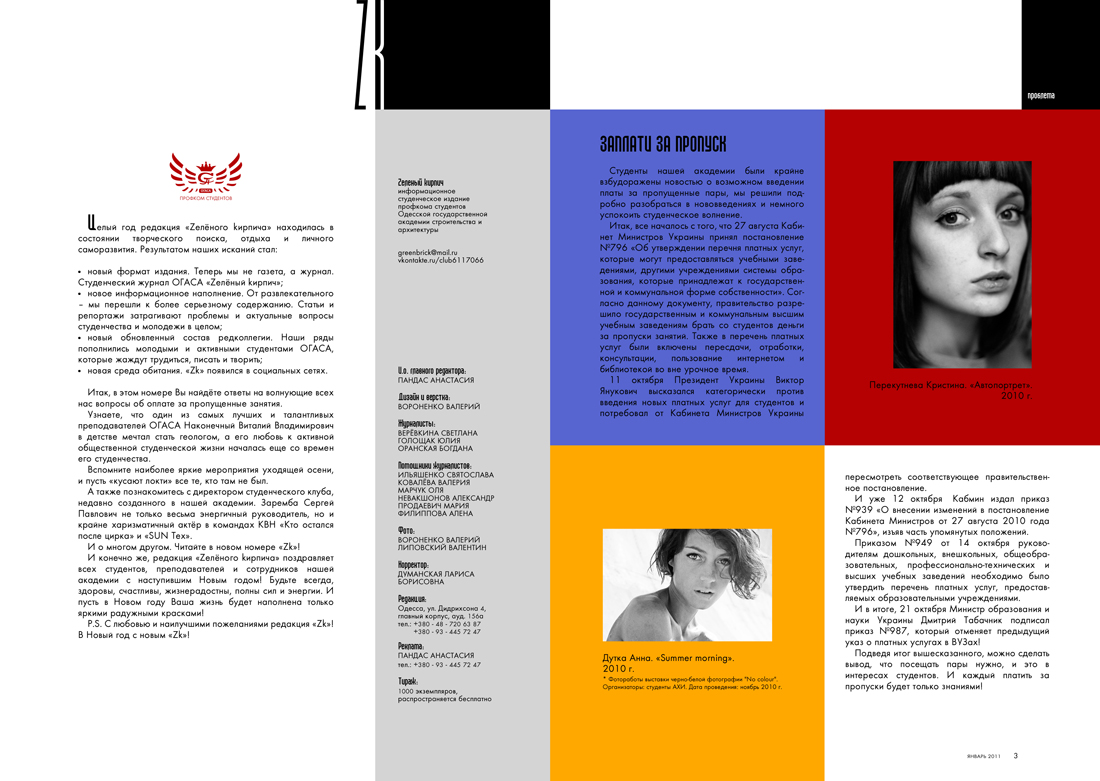 Zk
проблема
ПРОФКОМ СТУДЕНТОВ
Целый год редакция «Zелёного kирпича» находилась в
состоянии творческого поиска, отдыха и личного
саморазвития. Результатом наших исканий стал:
• новый формат издания. Теперь мы не газета, а журнал.
Студенческий журнал ОГАСА «Zелёный kирпич»;
• новое информационное наполнение. От развлекательного
– мы перешли к более серьезному содержанию. Статьи и
репортажи затрагивают проблемы и актуальные вопросы
студенчества и молодежи в целом;
• новый обновленный состав редколлегии. Наши ряды
пополнились молодыми и активными студентами ОГАСА,
которые жаждут трудиться, писать и творить;
• новая среда обитания. «Zk» появился в социальных сетях.
Итак, в этом номере Вы найдёте ответы на волнующие всех
нас вопросы об оплате за пропущенные занятия.
Узнаете, что один из самых лучших и талантливых
преподавателей ОГАСА Наконечный Виталий Владимирович
в детстве мечтал стать геологом, а его любовь к активной
общественной студенческой жизни началась еще со времен
его студенчества.
Вспомните наиболее яркие мероприятия уходящей осени,
и пусть «кусают локти» все те, кто там не был.
А также познакомитесь с директором студенческого клуба,
недавно созданного в нашей академии. Заремба Сергей
Павлович не только весьма энергичный руководитель, но и
крайне харизматичный актёр в командах КВН «Кто остался
после цирка» и «SUN Тех».
И о многом другом. Читайте в новом номере «Zk»!
И конечно же, редакция «Zелёного kирпича» поздравляет
всех студентов, преподавателей и сотрудников нашей
академии с наступившим Новым годом! Будьте всегда,
здоровы, счастливы, жизнерадостны, полны сил и энергии. И
пусть в Новом году Ваша жизнь будет наполнена только
яркими радужными красками!
P.S. С любовью и наилучшими пожеланиями редакция «Zk»!
В Новыя год с новым «Zk»!
Zеленый kирпич
информационное
студенческое издание
профкома студентов
Одесской государственной
академии строительства и
архитектуры
greenbrick@mail.ru
vkontakte.ru/club6117066
И.о. главного редактора:
ПАНДАС АНАСТАСИЯ
Дизайн и верстка:
ВОРОНЕНКО ВАЛЕРИЙ
Журналисты:
ВЕРЁВКИНА СВЕТЛАНА
ГОЛОЩАК ЮЛИЯ
ОРАНСКАЯ БОГДАНА
Помошники журналистов:
ИЛЬЯШЕНКО СВЯТОСЛАВА
КОВАЛЁВА ВАЛЕРИЯ
МАРЧУК ОЛЯ
НЕВАКШОНОВ АЛЕКСАНДР
ПРОДАЕВИЧ МАРИЯ
ФИЛИППОВА АЛЕНА
Фото:
ВОРОНЕНКО ВАЛЕРИЙ
ЛИПОВСКИЙ ВАЛЕНТИН
Корректор:
ДУМАНСКАЯ ЛАРИСА
БОРИСОВНА
Редакция:
Одесса, ул. Дидрихсона 4,
главный корпус, ауд. 156а
тел.: +380 - 48 - 720 63 87
+380 - 93 - 445 72 47
Реклама:
ПАНДАС АНАСТАСИЯ
тел.: +380 - 93 - 445 72 47
Тираж:
1000 экземпляров,
распространяется бесплатно
ЗАПЛАТИ ЗА ПРОПУСК
Студенты нашей академии были крайне
взбудоражены новостью о возможном введении
платы за пропущенные пары, мы решили под-
робно разобраться в нововведениях и немного
успокоить студенческое волнение.
Итак, все началось с того, что 27 августа Каби-
нет Министров Украины принял постановление
№796 «Об утверждении перечня платных услуг,
которые могут предоставляться учебными заве-
дениями, другими учреждениями системы обра-
зования, которые принадлежат к государствен-
ной и коммунальной форме собственности». Сог-
ласно данному документу, правительство разре-
шило государственным и коммунальным высшим
учебным заведениям брать со студентов деньги
за пропуски занятия. Также в перечень платных
услуг были включены пересдачи, отработки,
консультации, пользование интернетом и
библиотекой во вне урочное время.
11 октября Президент Украины Виктор
Янукович высказался категорически против
введения новых платных услуг для студентов и
потребовал от Кабинета Министров Украины
Перекутнева Кристина. «Автопортрет».
2010 г.
Дутка Анна. «Summer morning».
2010 г.
* Фотоработы выставки черно-белой фотографии "No colour".
Организаторы: студенты АХИ. Дата проведения: ноябрь 2010 г.
пересмотреть соответствующее правительствен-
ное постановление.
И уже 12 октября Кабмин издал приказ
№939 «О внесении изменений в постановление
Кабинета Министров от 27 августа 2010 года
№796», изъяв часть упомянутых положений.
Приказом №949 от 14 октября руково-
дителям дошкольных, внешкольных, общеобра-
зовательных, профессионально-технических и
высших учебных заведений необходимо было
утвердить перечень платных услуг, предостав-
ляемых образовательными учреждениями.
И в итоге, 21 октября Министр образования и
науки Украины Дмитрий Табачник подписал
приказ №987, который отменяет предыдущий
указ о платных услугах в ВУЗах!
Подведя итог вышесказанного, можно сделать
вывод, что посещать пары нужно, и это в
интересах студентов. И каждый платить за
пропуски будет только знаниями!
ЯНВАРЬ 2011 3